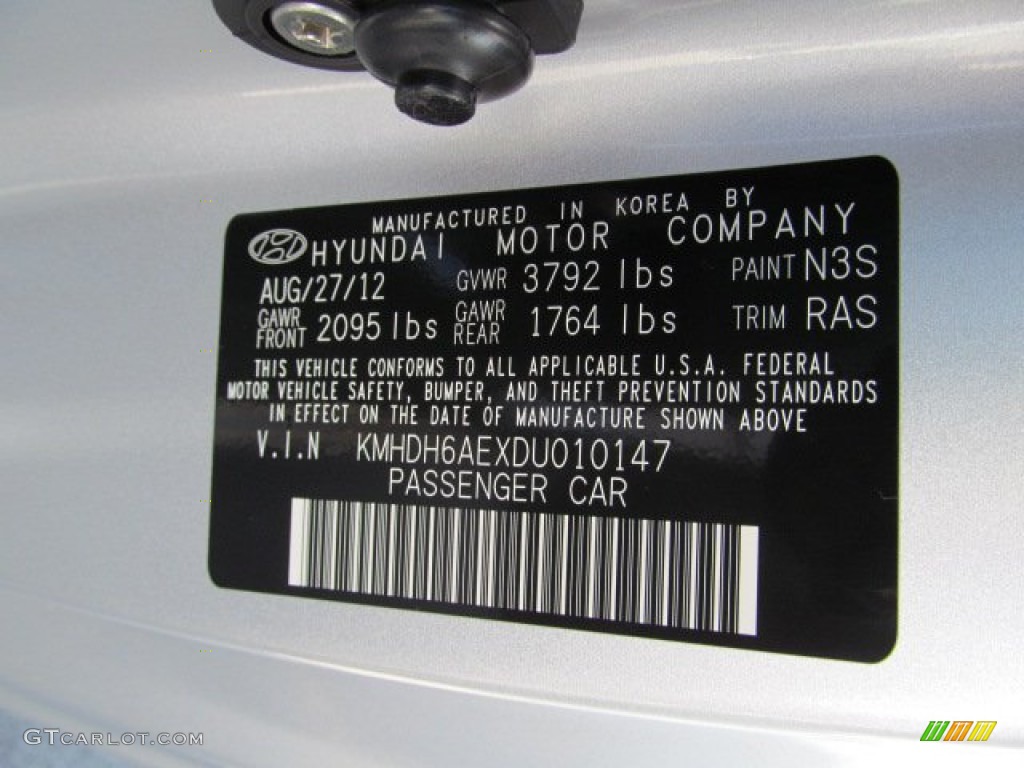 MANUFACTURED IN KOREA BY
HYUNDAI MOTOR COMPANY
AUG/27/12 GVWR 3792 lbs PAINT N3S
GAWR FRONT 2095 lbs GAWR REAR 1764 lbs TRIM RAS
THIS VEHICLE CONFORMS TO ALL APPLICABLE U.S.A. FEDERAL
MOTOR VEHICLE SAFETY, BUMPER, AND THEFT PREVENTION STANDARDS
IN EFFECT ON THE DATE OF MANUFACTURE SHOWN ABOVE
V.I.N KMHDH6AEXDU010147
PASSENGER CAR
GTCARLOT.COM